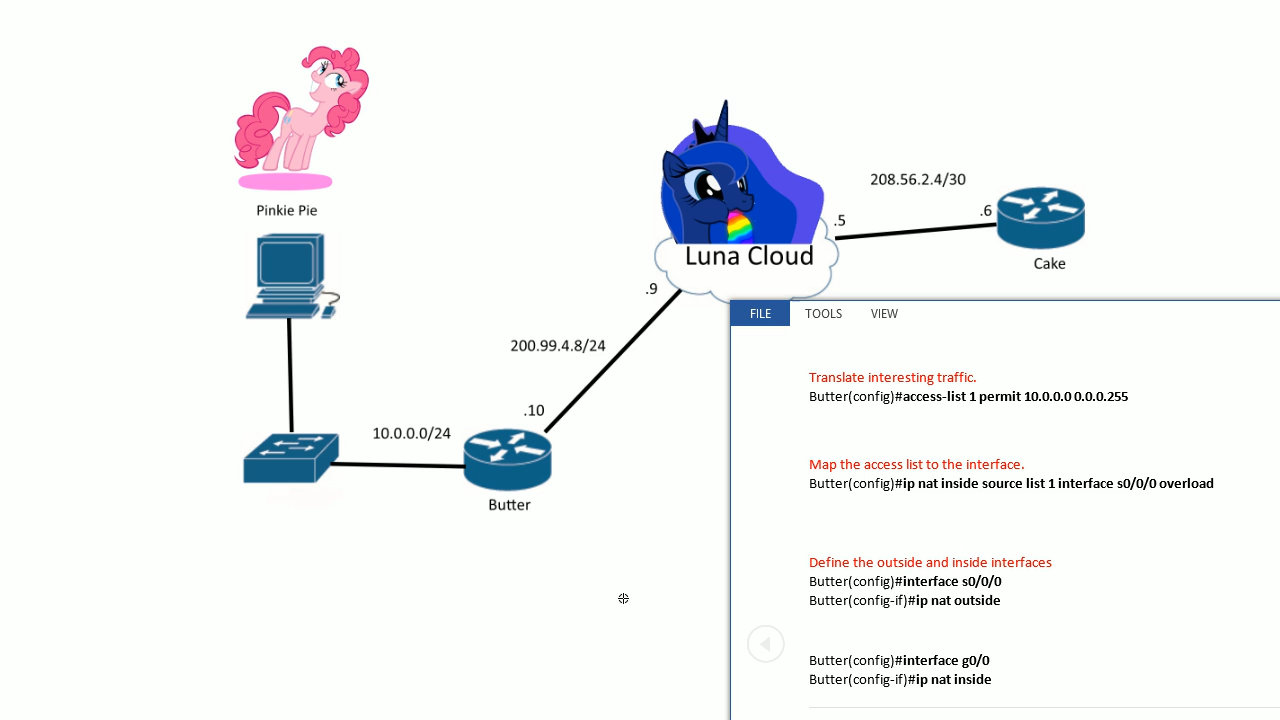 Pinkie Pie
208.56.2.4/30
.5
.6
Luna Cloud
Cake
.9
200.99.4.8/24
.10
10.0.0.0/24
Butter
FILE TOOLS VIEW
Translate interesting traffic.
Butter(config)#access-list 1 permit 10.0.0.0 0.0.0.255
Map the access list to the interface.
Butter(config)#ip nat inside source list 1 interface s0/0/0 overload
Define the outside and inside interfaces
Butter(config)#interface s0/0/0
Butter(config-if)#ip nat outside
Butter(config)#interface g0/0
Butter(config-if)#ip nat inside